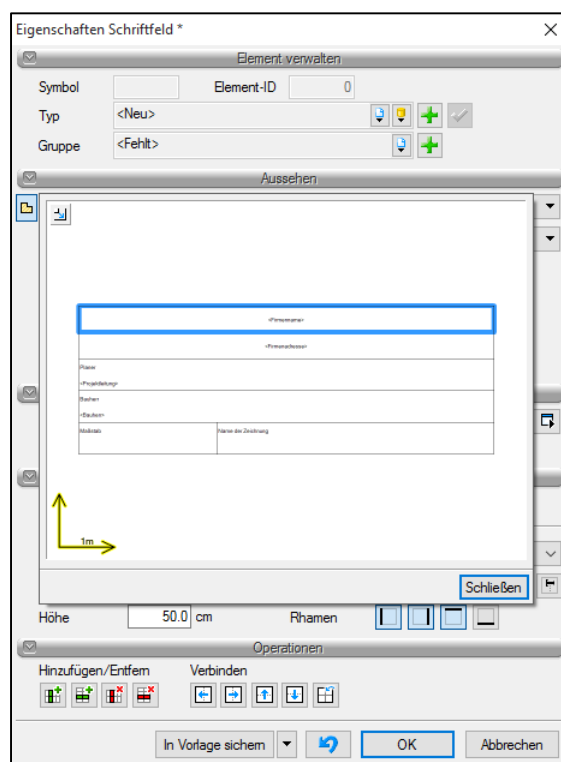 Eigenschaften Schriftfeld *
Element verwalten
Symbol Element-ID 0
Typ <Neu>
Gruppe <Fehlt>
Aussehen
<Firmenname>
<Firmenadresse>
Planer
<Projektleitung>
Bauherr
<Bauherr>
Maßstab Name der Zeichnung
1m
Schließen
Höhe 50.0 cm Rhamen
Operationen
Hinzufügen/Entfern Verbinden
In Vorlage sichern OK Abbrechen